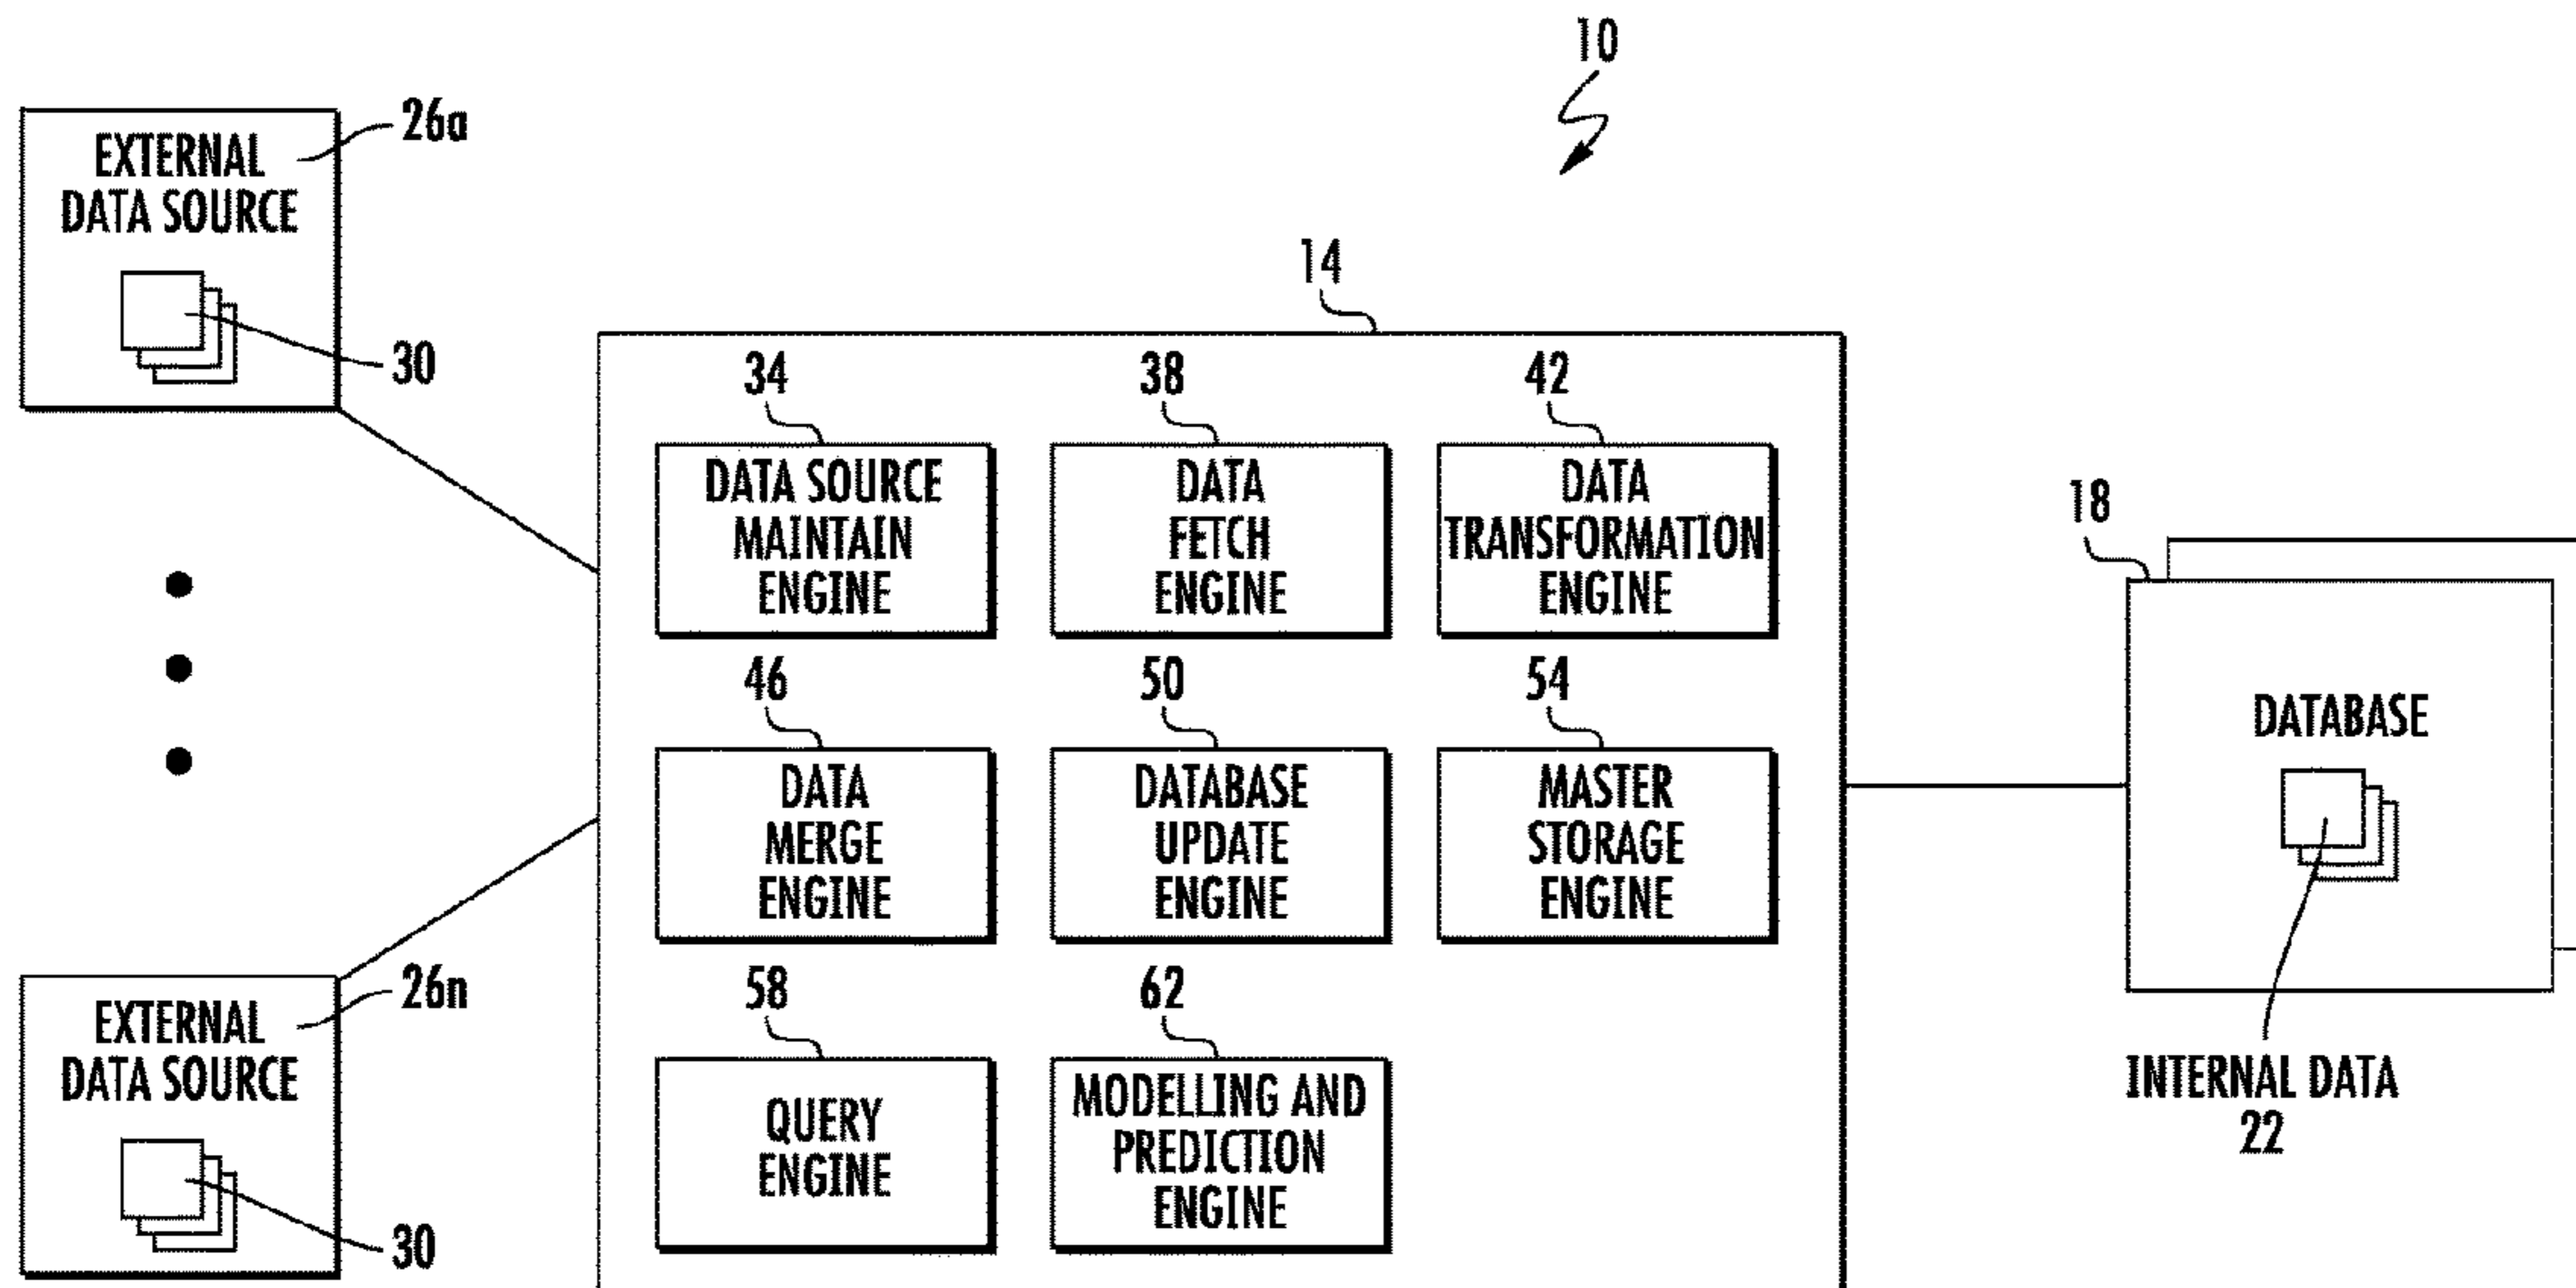 10
EXTERNAL
DATA SOURCE
26a
30
14
34
DATA SOURCE
MAINTAIN
ENGINE
38
DATA
FETCH
ENGINE
42
DATA
TRANSFORMATION
ENGINE
18
DATABASE
46
DATA
MERGE
ENGINE
50
DATABASE
UPDATE
ENGINE
54
MASTER
STORAGE
ENGINE
INTERNAL DATA
22
EXTERNAL
DATA SOURCE
26n
30
58
QUERY
ENGINE
62
MODELLING AND
PREDICTION
ENGINE